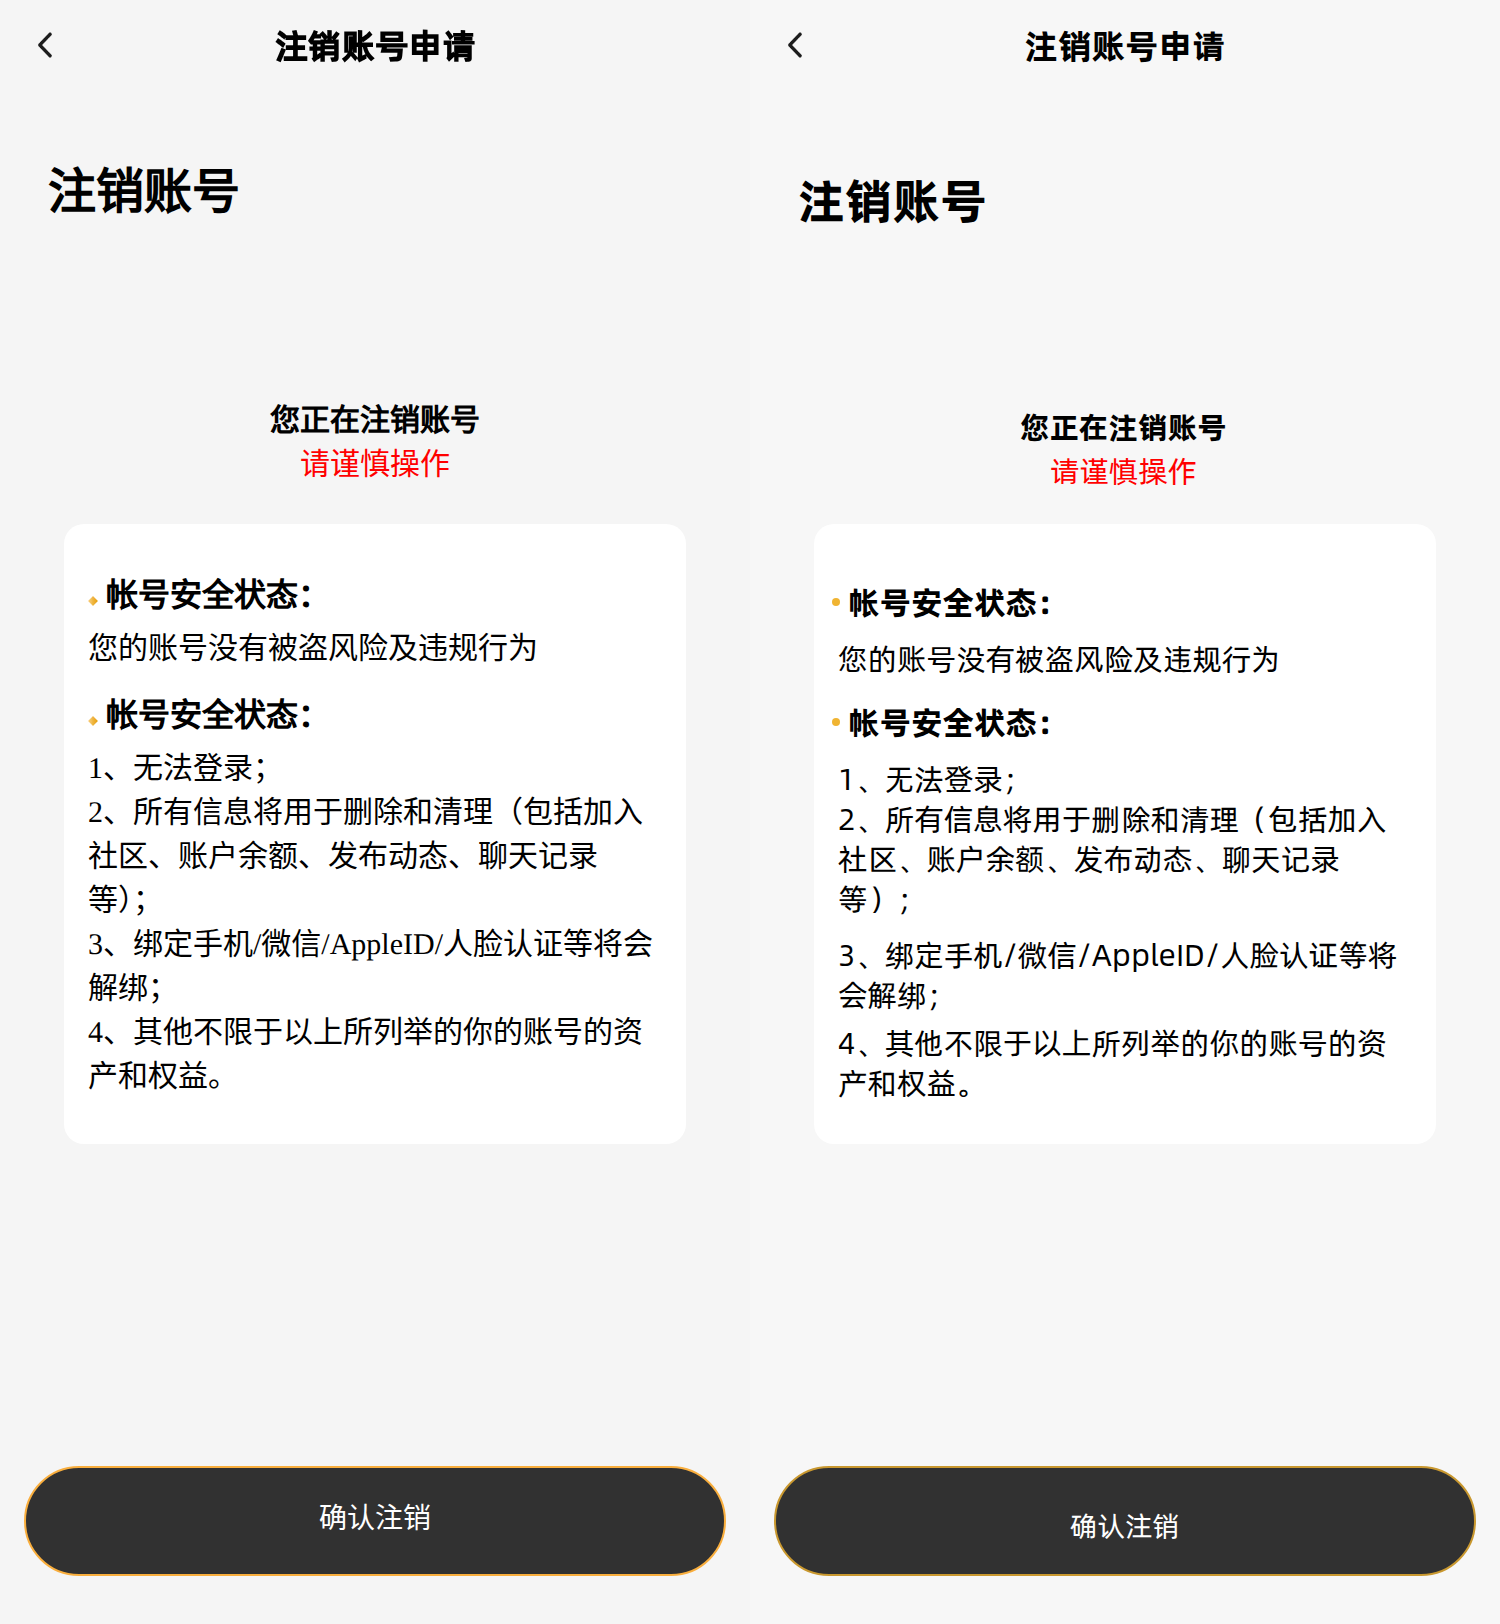 注销账号申请
注销账号
您正在注销账号
请谨慎操作
帐号安全状态：
您的账号没有被盗风险及违规行为
帐号安全状态：
1、无法登录；
2、所有信息将用于删除和清理（包括加入
社区、账户余额、发布动态、聊天记录
等）；
3、绑定手机/微信/AppleID/人脸认证等将会
解绑；
4、其他不限于以上所列举的你的账号的资
产和权益。
确认注销
注销账号申请
注销账号
您正在注销账号
请谨慎操作
帐号安全状态：
您的账号没有被盗风险及违规行为
帐号安全状态：
1、无法登录；
2、所有信息将用于删除和清理（包括加入
社区、账户余额、发布动态、聊天记录
等）；
3、绑定手机/微信/AppleID/人脸认证等将
会解绑；
4、其他不限于以上所列举的你的账号的资
产和权益。
确认注销